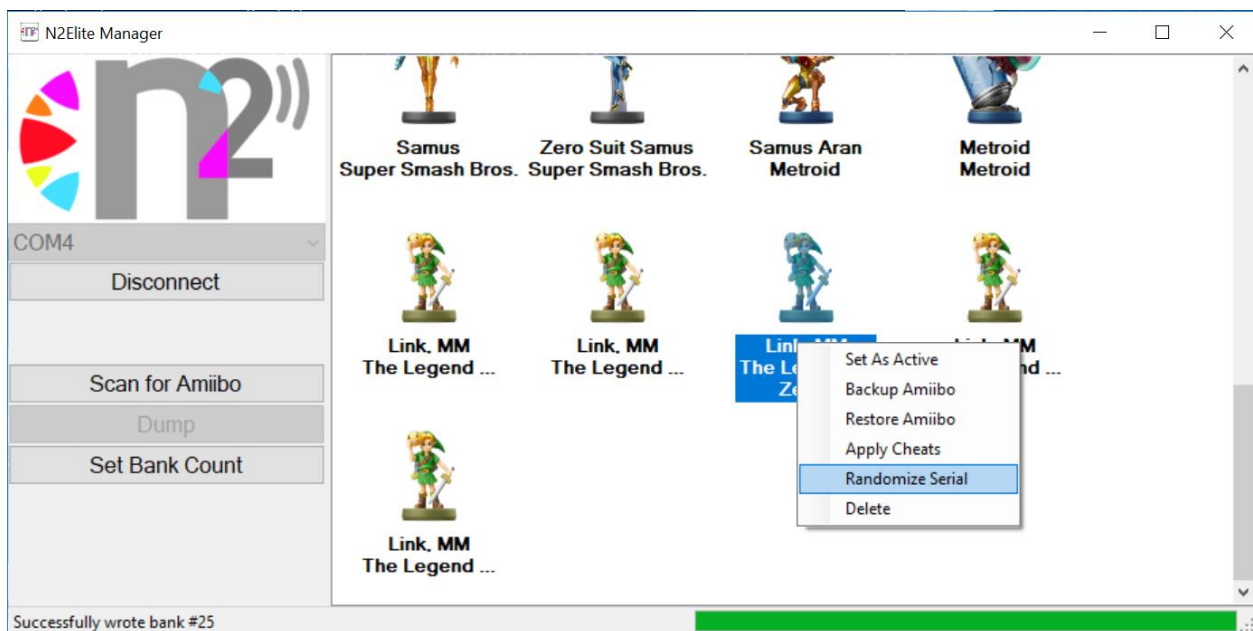 N2Elite Manager
n2
COM4
Disconnect
Scan for Amiibo
Dump
Set Bank Count
Samus
Super Smash Bros.
Zero Suit Samus
Super Smash Bros.
Samus Aran
Metroid
Metroid
Metroid
Link, MM
The Legend ...
Link, MM
The Legend ...
Link, MM
The Legend ...
Set As Active
Backup Amiibo
Restore Amiibo
Apply Cheats
Randomize Serial
Delete
Successfully wrote bank #25